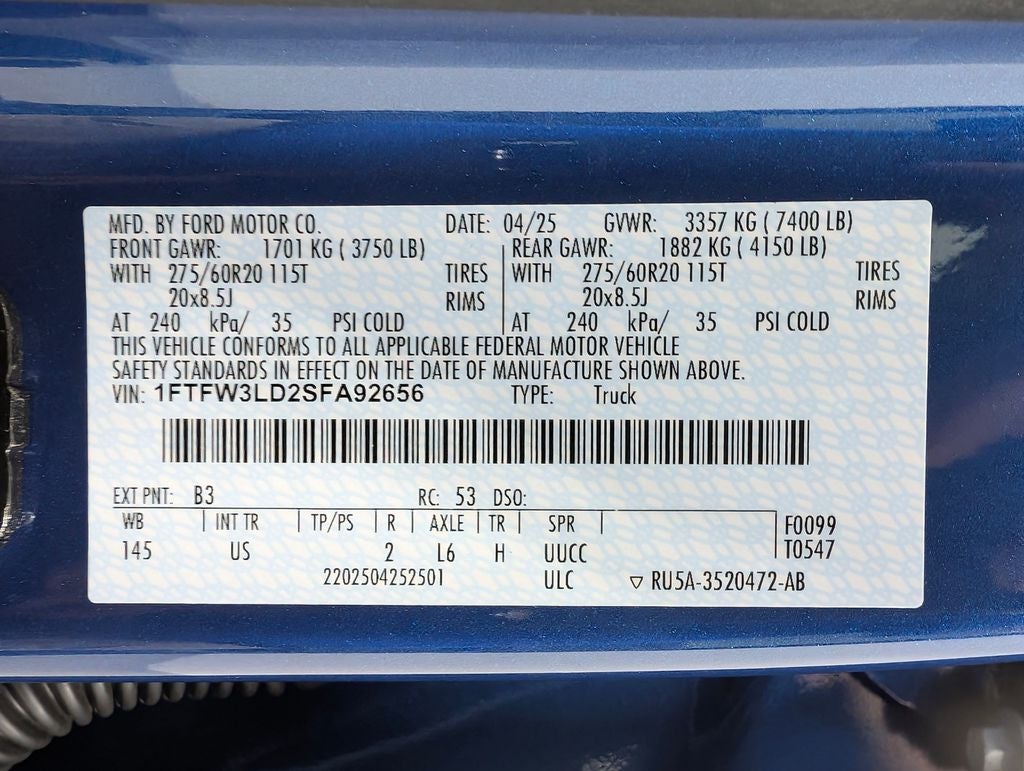 MFD. BY FORD MOTOR CO. DATE: 04/25 GVWR: 3357 KG ( 7400 LB)
FRONT GAWR: 1701 KG ( 3750 LB) REAR GAWR: 1882 KG ( 4150 LB)
WITH 275/60R20 115T TIRES WITH 275/60R20 115T TIRES
20x8.5J RIMS 20x8.5J RIMS
AT 240 kPa/ 35 PSI COLD AT 240 kPa/ 35 PSI COLD
THIS VEHICLE CONFORMS TO ALL APPLICABLE FEDERAL MOTOR VEHICLE
SAFETY STANDARDS IN EFFECT ON THE DATE OF MANUFACTURE SHOWN ABOVE.
VIN: 1FTFW3LD2SFA92656 TYPE: Truck
EXT PNT: B3 RC: 53 DSO:
WB | INT TR | TP/PS | R | AXLE | TR | SPR | F0099
145 US 2 L6 H UUCC T0547
2202504252501 ULC ▽ RU5A-3520472-AB